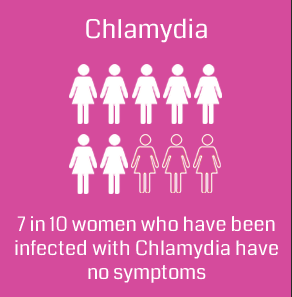 Chlamydia
7 in 10 women who have been
infected with Chlamydia have
no symptoms